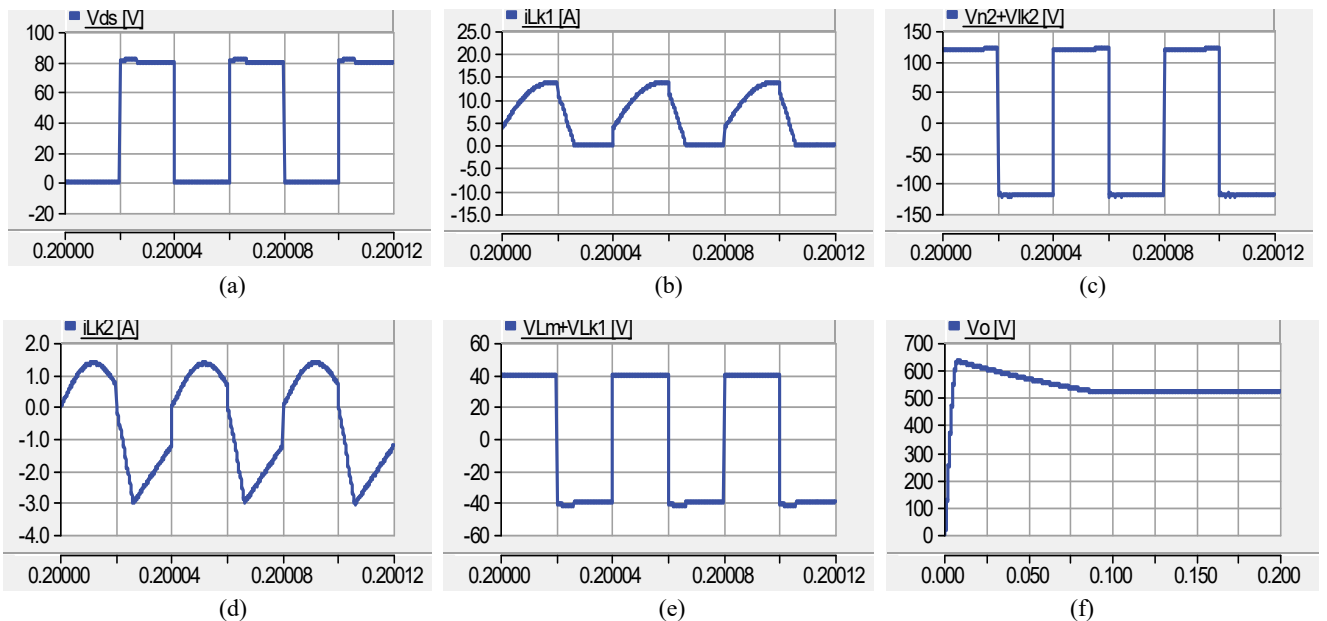 Vds [V]
100
80
60
40
20
0
-20
0.20000 0.20004 0.20008 0.20012
(a)
iLk1 [A]
25.0
20.0
15.0
10.0
5.0
0.0
-5.0
-10.0
-15.0
0.20000 0.20004 0.20008 0.20012
(b)
Vn2+Vlk2 [V]
150
100
50
0
-50
-100
-150
0.20000 0.20004 0.20008 0.20012
(c)
iLk2 [A]
2.0
1.0
0.0
-1.0
-2.0
-3.0
-4.0
0.20000 0.20004 0.20008 0.20012
(d)
VLm+VLk1 [V]
60
40
20
0
-20
-40
-60
0.20000 0.20004 0.20008 0.20012
(e)
Vo [V]
700
600
500
400
300
200
100
0
0.000 0.050 0.100 0.150 0.200
(f)